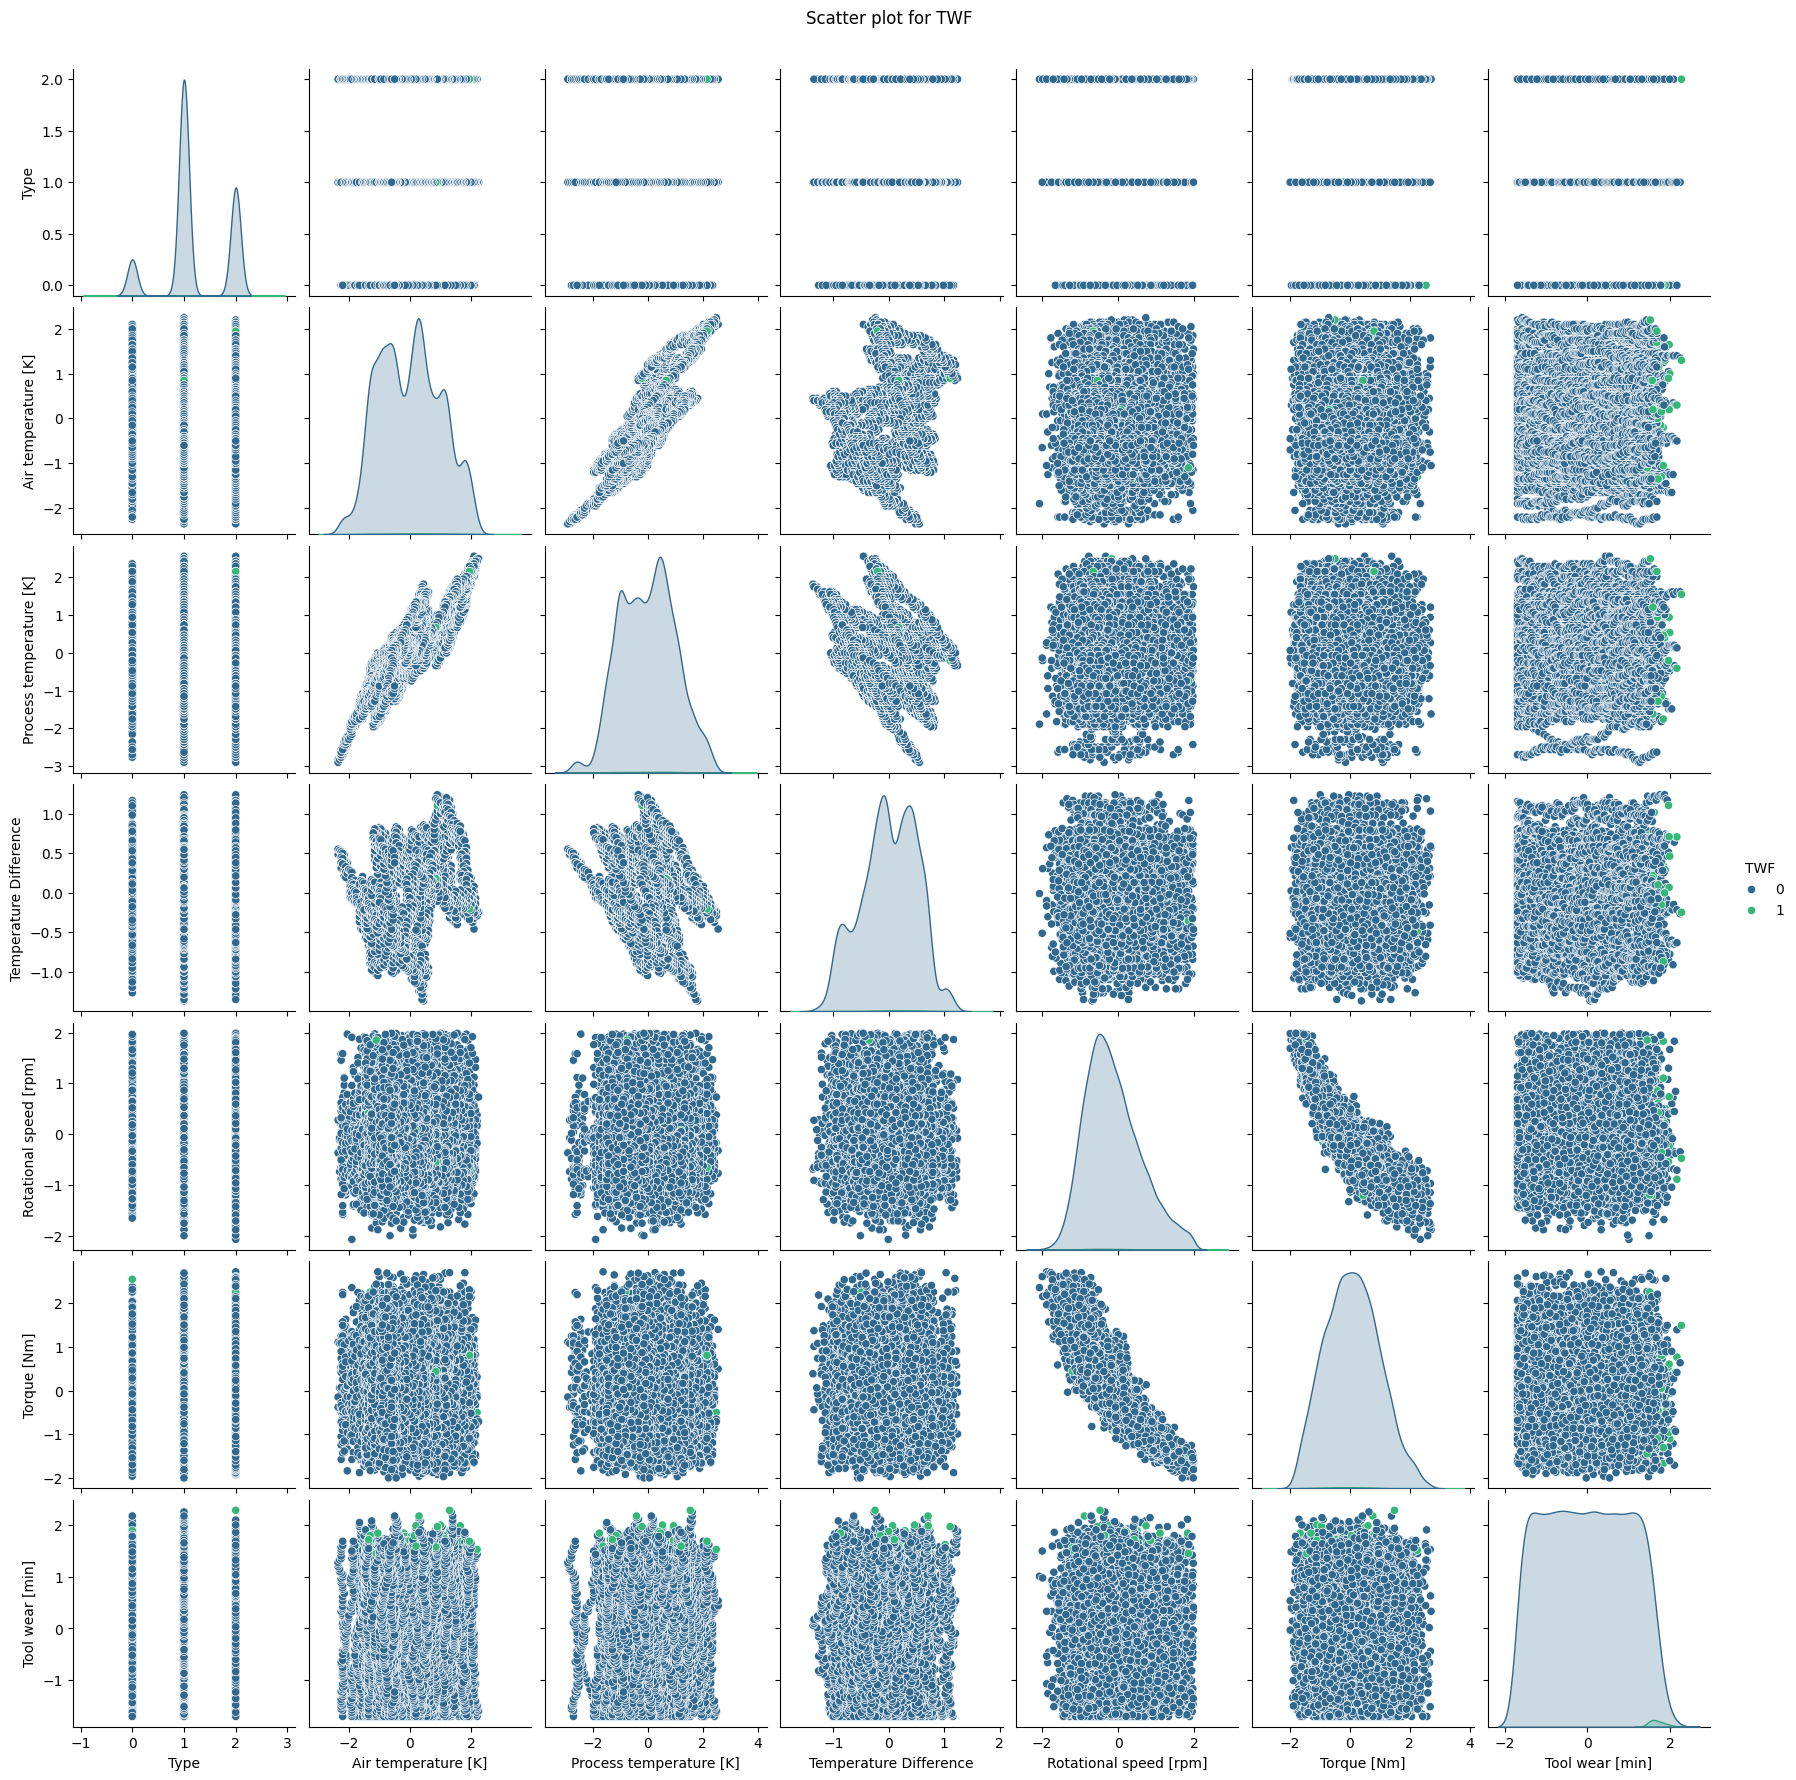 Scatter plot for TWF
2.0
1.5
1.0
0.5
0.0
Type
2
1
0
−1
−2
Air temperature [K]
2
1
0
−1
−2
−3
Process temperature [K]
1.0
0.5
0.0
−0.5
−1.0
Temperature Difference
TWF
0
1
2
1
0
−1
−2
Rotational speed [rpm]
2
1
0
−1
−2
Torque [Nm]
2
1
0
−1
Tool wear [min]
−1 0 1 2 3
−2 0 2
−2 0 2 4
−1 0 1 2
−2 0 2
−2 0 2 4
−2 0 2
Type
Air temperature [K]
Process temperature [K]
Temperature Difference
Rotational speed [rpm]
Torque [Nm]
Tool wear [min]